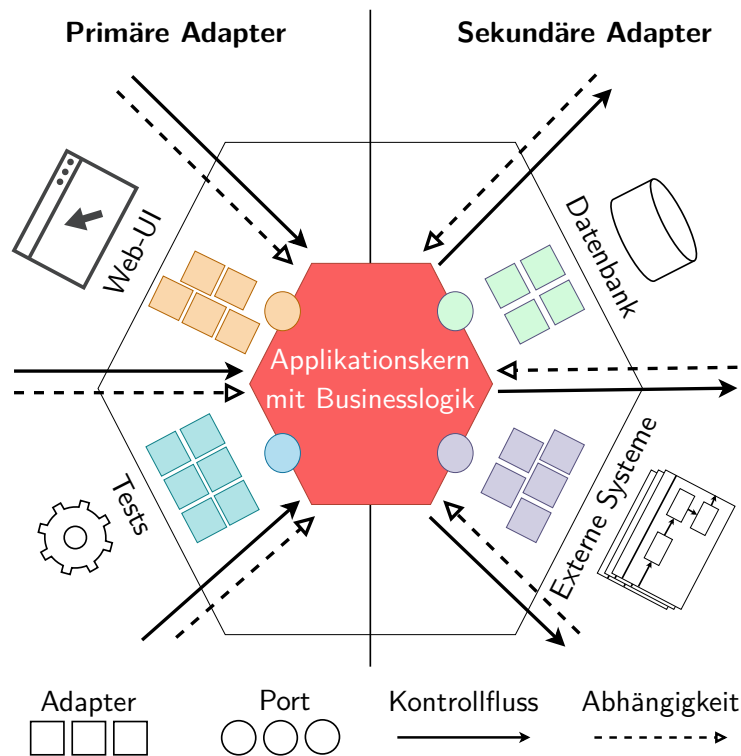 Primäre Adapter
Sekundäre Adapter
Web-UI
Datenbank
Applikationskern
mit Businesslogik
Tests
Externe Systeme
Adapter
Port
Kontrollfluss
Abhängigkeit